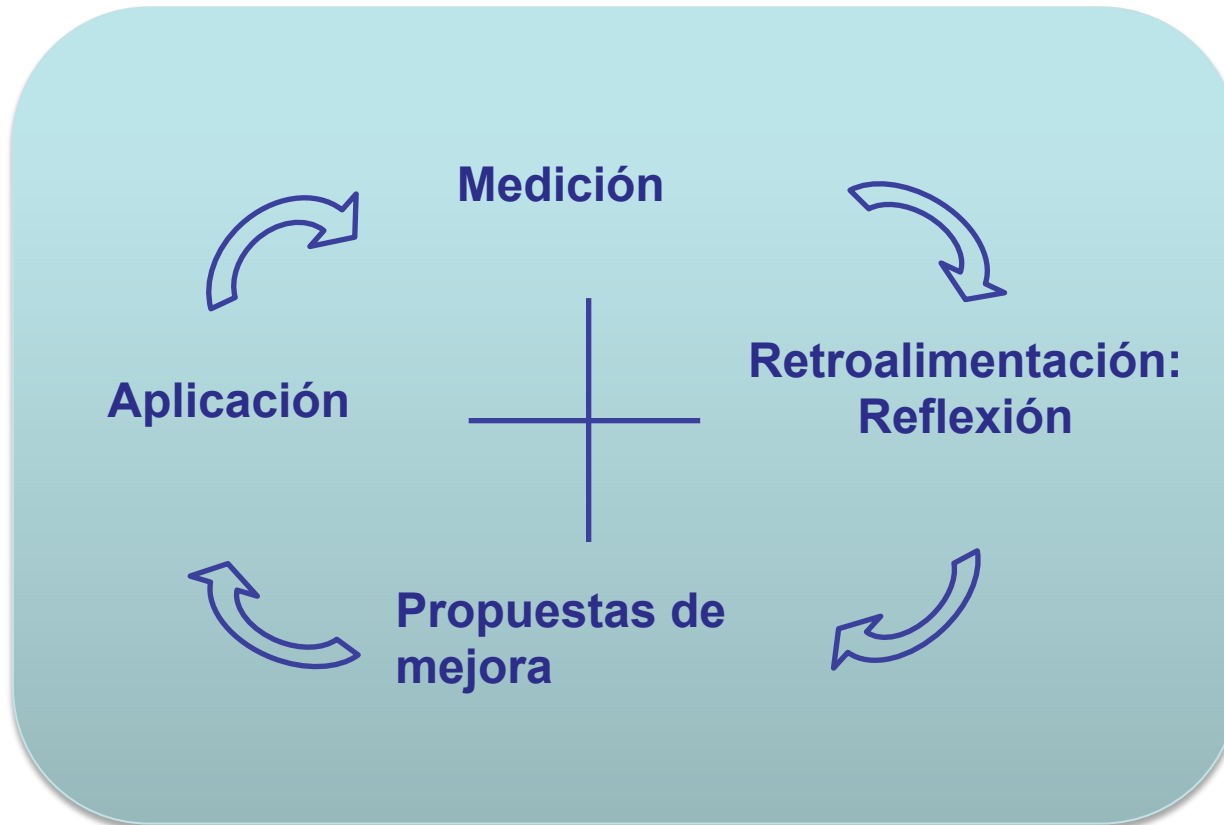 Medición
Retroalimentación:
Reflexión
Aplicación
Propuestas de
mejora